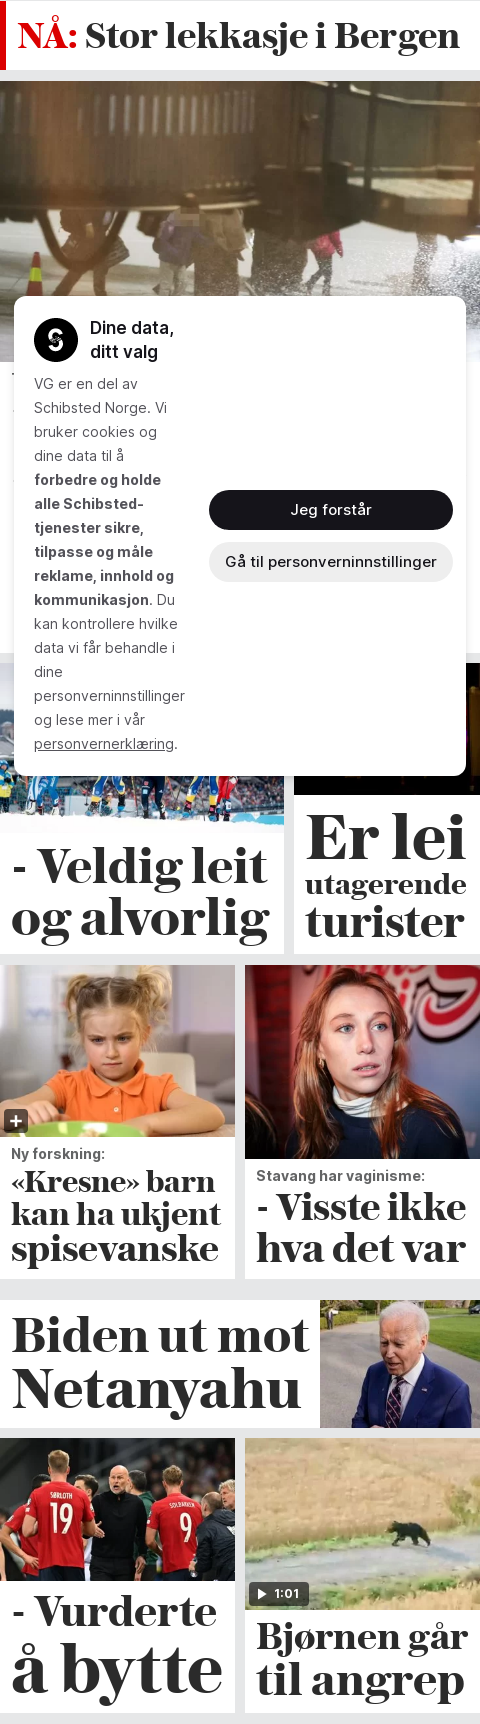 NÅ: Stor lekkasje i Bergen
Dine data,
ditt valg
VG er en del av
Schibsted Norge. Vi
bruker cookies og
dine data til å
forbedre og holde
alle Schibsted-
tjenester sikre,
tilpasse og måle
reklame, innhold og
kommunikasjon. Du
kan kontrollere hvilke
data vi får behandle i
dine
personverninnstillinger
og lese mer i vår
personvernerklæring.
Jeg forstår
Gå til personverninnstillinger
- Veldig leit
og alvorlig
Er lei
utagerende
turister
Ny forskning:
«Kresne» barn
kan ha ukjent
spisevanske
Stavang har vaginisme:
- Visste ikke
hva det var
Biden ut mot
Netanyahu
SØRLOTH
19
SOLBAKKEN
9
- Vurderte
å bytte
1:01
Bjørnen går
til angrep